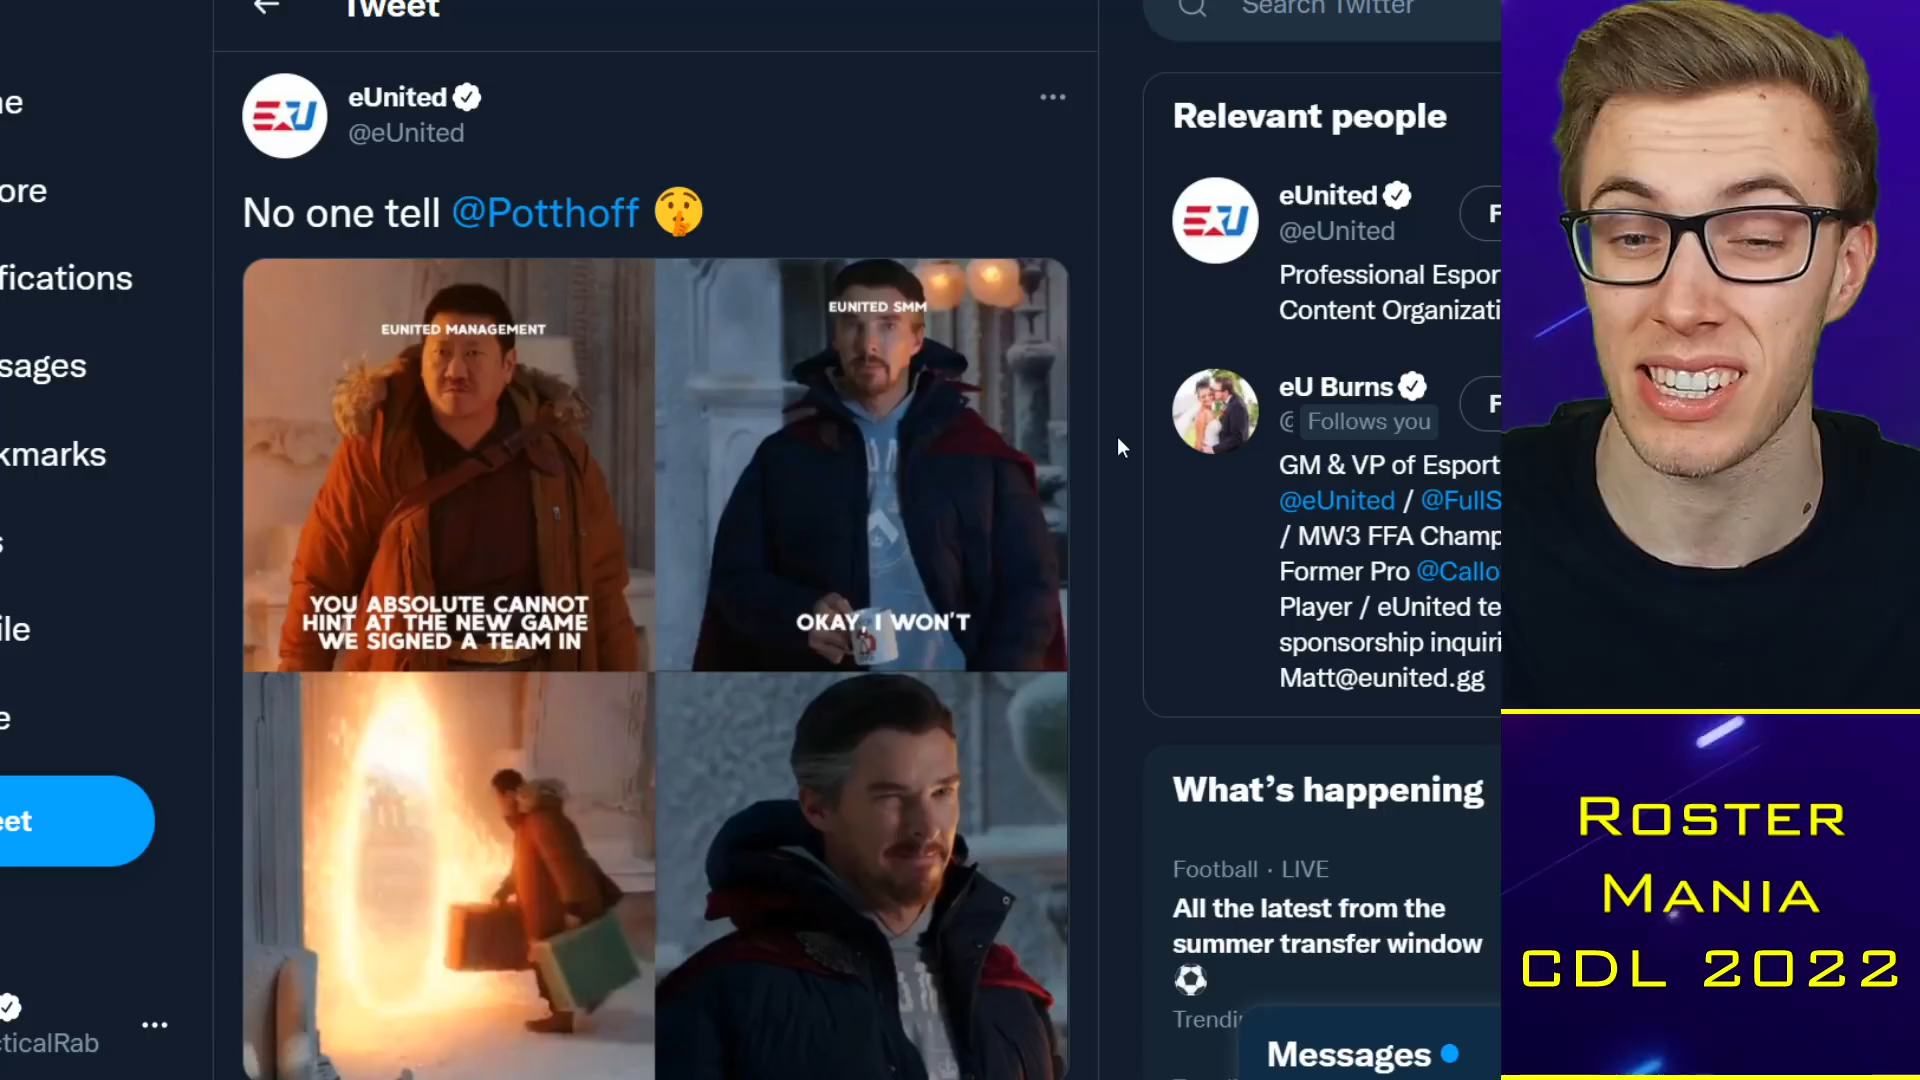 Tweet
Search Twitter
eUnited
@eUnited
No one tell @Potthoff
EUNITED MANAGEMENT
YOU ABSOLUTE CANNOT
HINT AT THE NEW GAME
WE SIGNED A TEAM IN
EUNITED SMM
OKAY, I WON'T
Relevant people
eUnited
@eUnited
F
Professional Espor
Content Organizati
eU Burns
@
Follows you
F
GM & VP of Esport
@eUnited / @FullS
/ MW3 FFA Champ
Former Pro @Callo
Player / eUnited te
sponsorship inquiri
Matt@eunited.gg
What's happening
Football · LIVE
All the latest from the
summer transfer window
Trendi
Messages
e
ore
fications
sages
kmarks
s
ile
e
eet
cticalRab
EU
EU
ROSTER
MANIA
CDL 2022